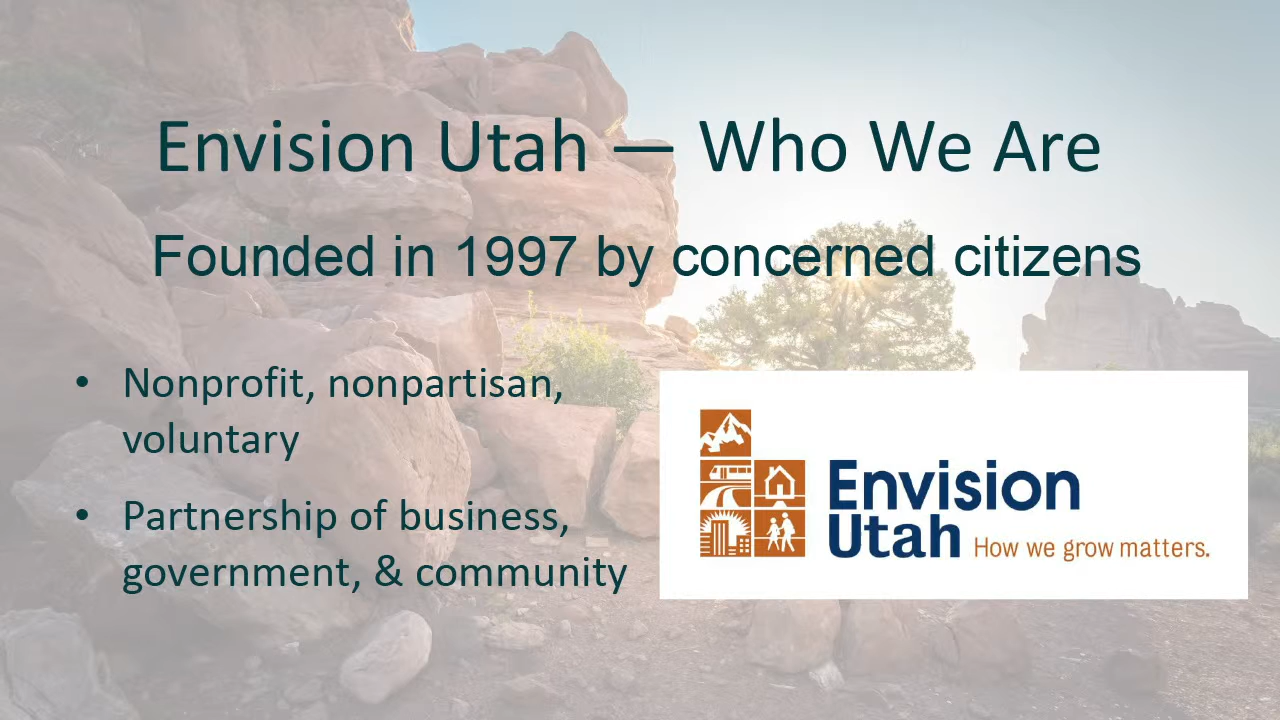 Envision Utah — Who We Are
Founded in 1997 by concerned citizens
• Nonprofit, nonpartisan,
voluntary
• Partnership of business,
government, & community
Envision
Utah How we grow matters.